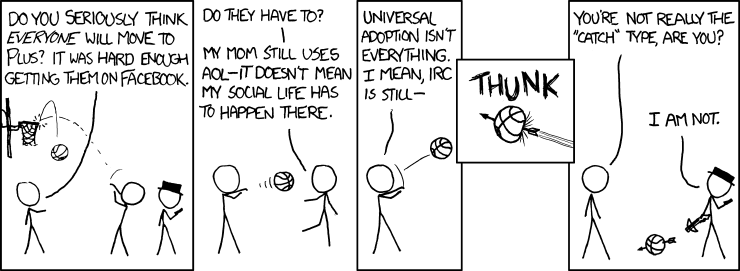 DO YOU SERIOUSLY THINK
EVERYONE WILL MOVE TO
PLUS? IT WAS HARD ENOUGH
GETTING THEM ON FACEBOOK.
DO THEY HAVE TO?
MY MOM STILL USES
AOL—IT DOESN'T MEAN
MY SOCIAL LIFE HAS
TO HAPPEN THERE.
UNIVERSAL
ADOPTION ISN'T
EVERYTHING.
I MEAN, IRC
IS STILL—
THUNK
YOU'RE NOT REALLY THE
"CATCH" TYPE, ARE YOU?
I AM NOT.